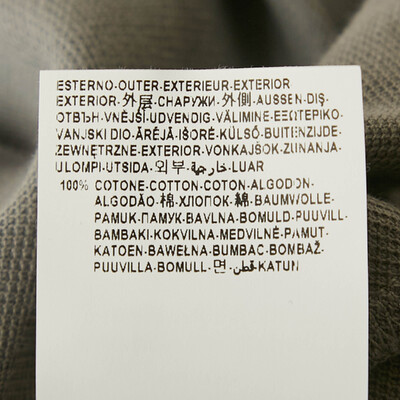 ESTERNO·OUTER·EXTERIEUR·EXTERIOR
EXTERIOR·外层·СНАРУЖИ·外側·AUSSEN·DIŞ·
ОТВЪН·VNĚJŠÍ·UDVENDIG·VÄLIMINE·ΕΞΩΤΕΡΙΚΟ·
VANJSKI DIO·ĀRĒJĀ·IŠORĖ·KÜLSŐ·BUITENZIJDE·
ZEWNĘTRZNE·EXTERIOR·VONKAJŠOK·ZUNANJA·
ULOMPI·UTSIDA·외부·خارجية·LUAR
100% COTONE·COTTON·COTON·ALGODON·
ALGODÃO·棉·ХЛОПОК·綿·BAUMWOLLE·
PAMUK·ПАМУК·BAVLNA·BOMULD·PUUVILL·
ΒΑΜΒΑΚΙ·KOKVILNA·MEDVILNĖ·PAMUT·
KATOEN·BAWEŁNA·BUMBAC·BOMBAŽ·
PUUVILLA·BOMULL·면·قطن·KATUN